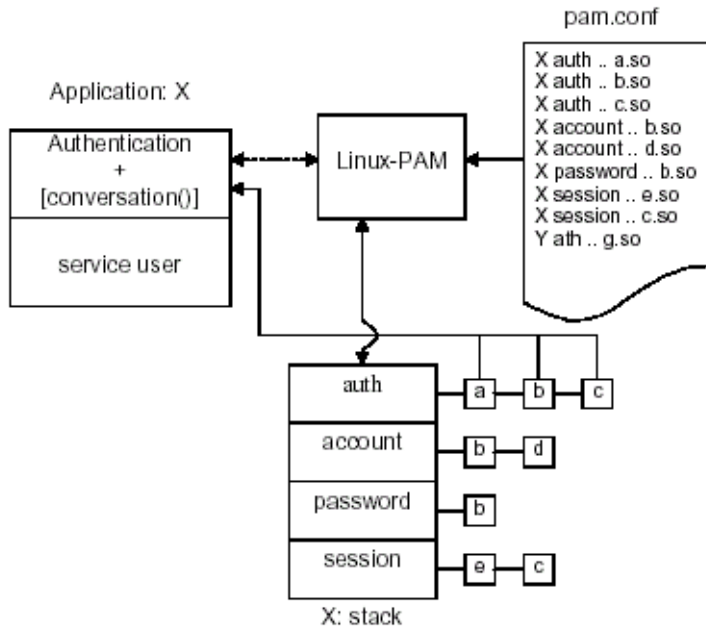 pam.conf
X auth .. a.so
X auth .. b.so
X auth .. c.so
X account .. b.so
X account .. d.so
X password .. b.so
X session .. e.so
X session .. c.so
Y ath .. g.so
Application: X
Authentication
+
[conversation()]
service user
Linux-PAM
auth
a
b
c
account
b
d
password
b
session
e
c
X: stack